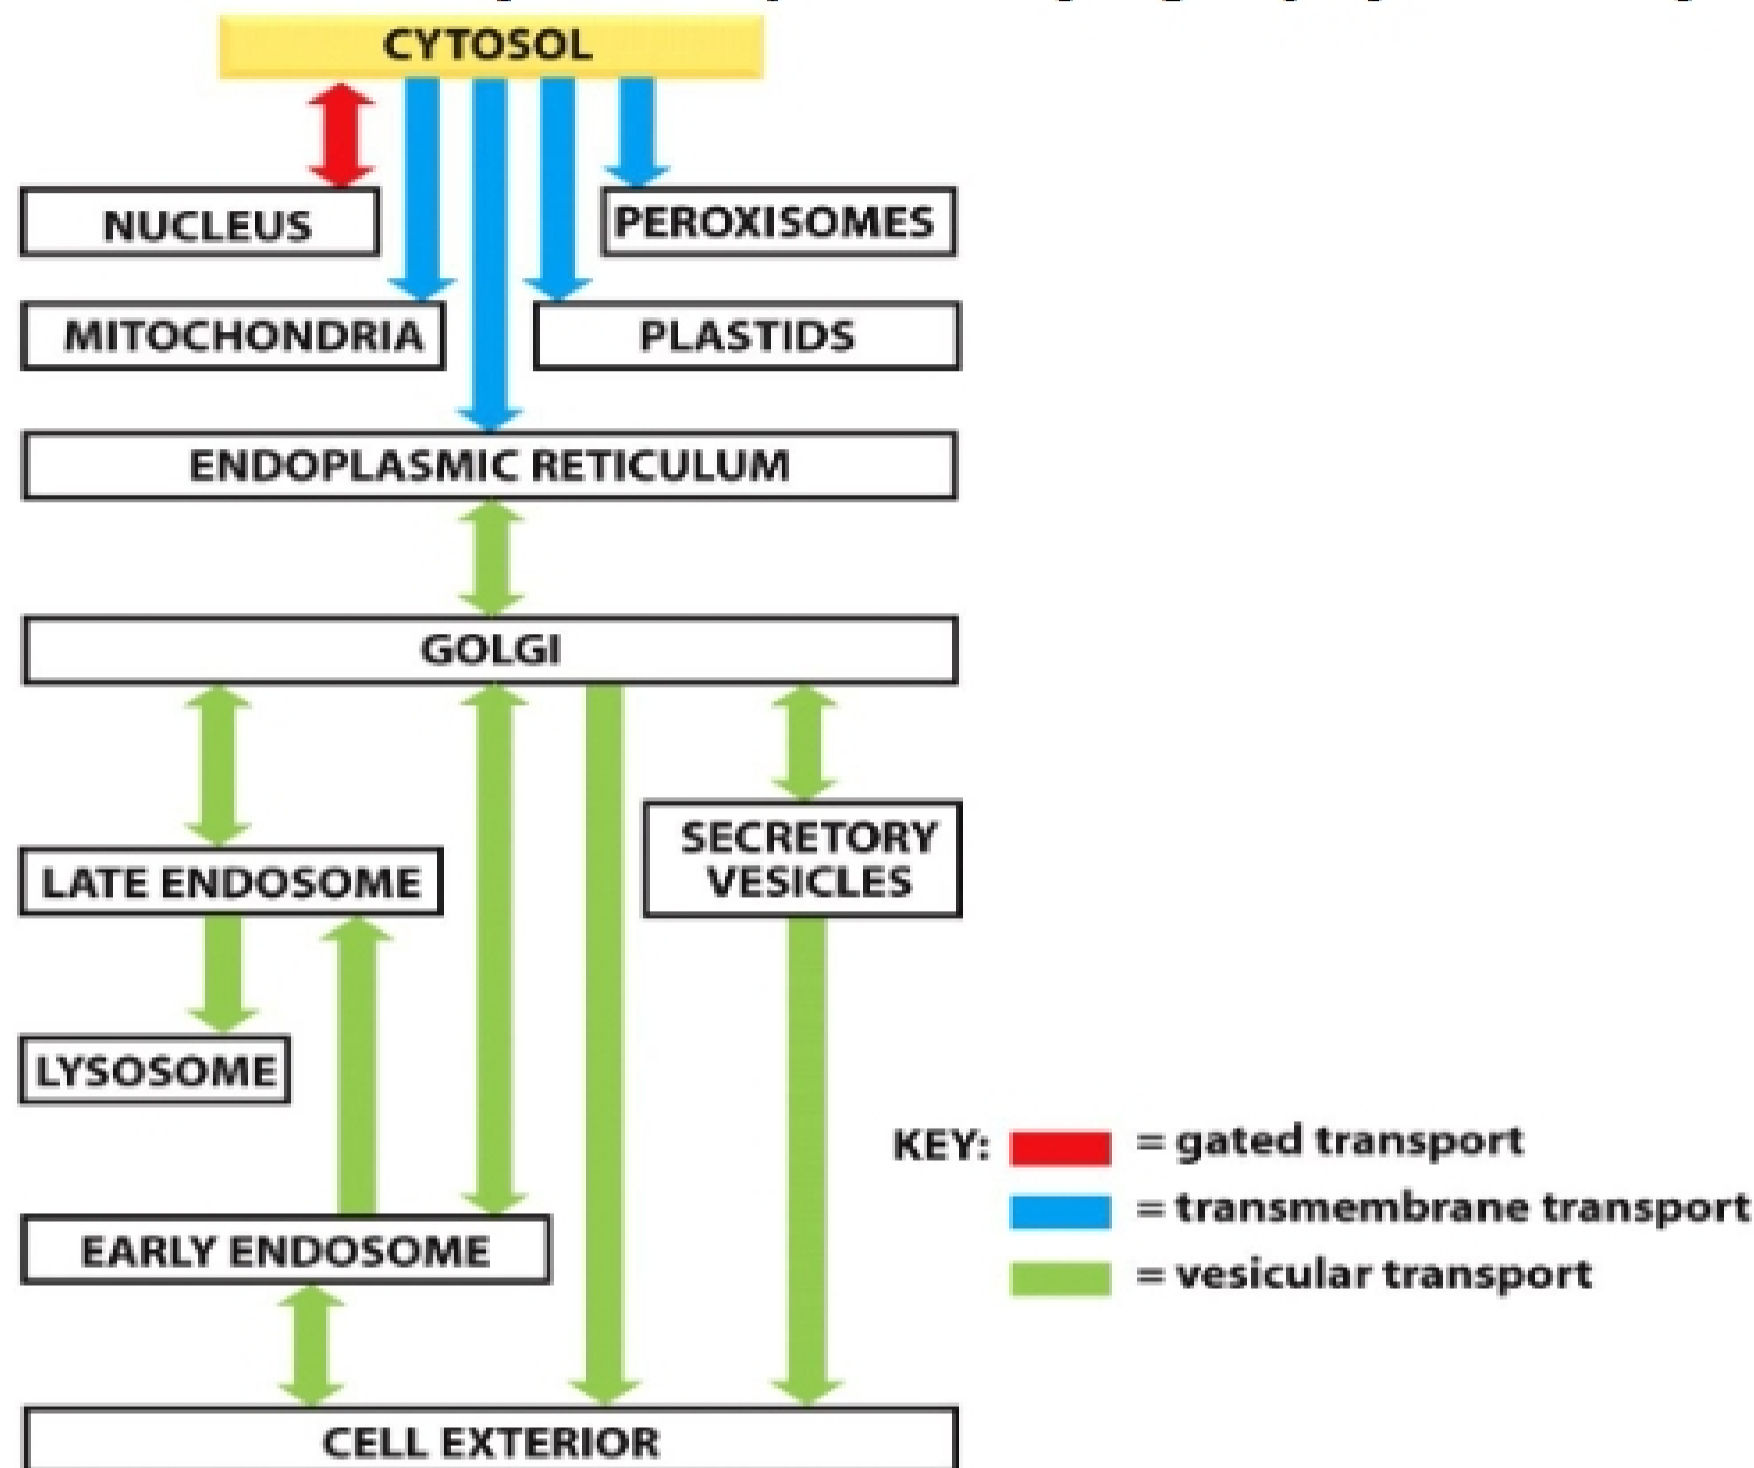 CYTOSOL
NUCLEUS
PEROXISOMES
MITOCHONDRIA
PLASTIDS
ENDOPLASMIC RETICULUM
GOLGI
SECRETORY
VESICLES
LATE ENDOSOME
LYSOSOME
KEY:
= gated transport
= transmembrane transport
= vesicular transport
EARLY ENDOSOME
CELL EXTERIOR